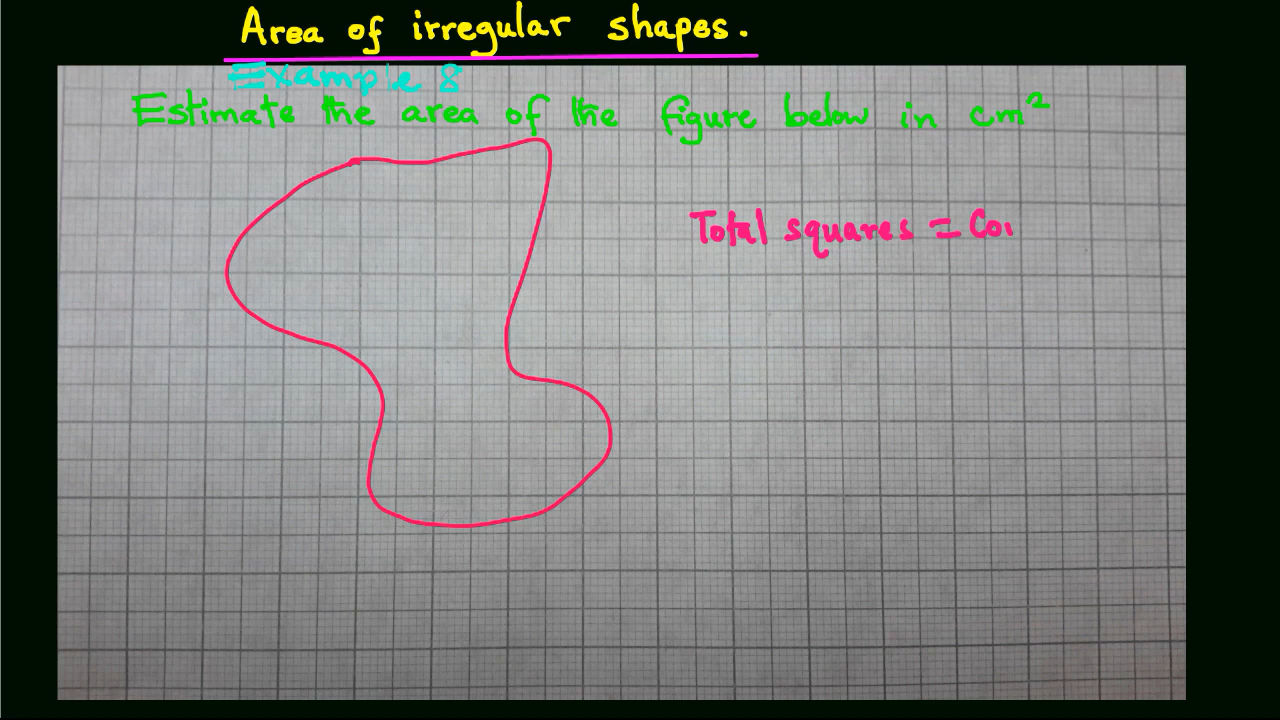 Area of irregular shapes.
Example 8
Estimate the area of the figure below in cm²
Total squares =